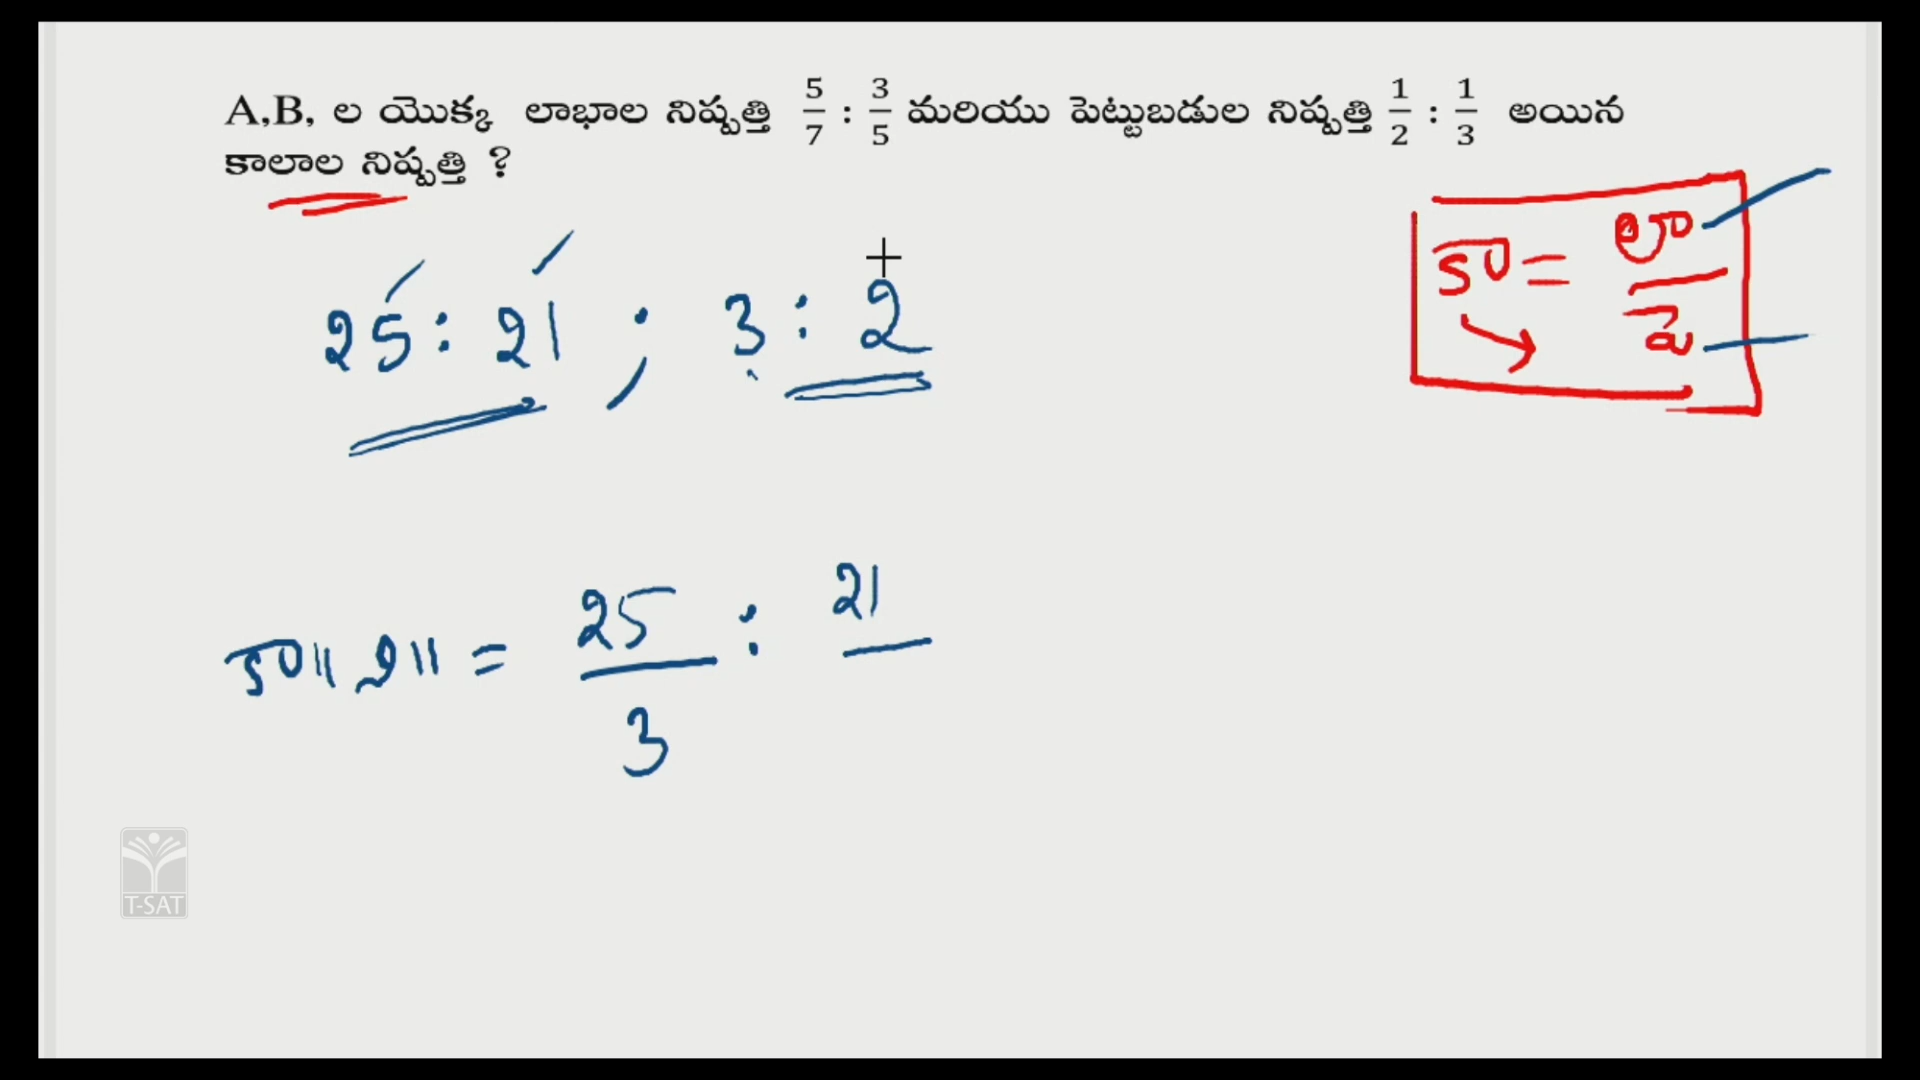 A,B, ల యొక్క లాభాల నిష్పత్తి 5/7 : 3/5 మరియు పెట్టుబడుల నిష్పత్తి 1/2 : 1/3 అయిన
కాలాల నిష్పత్తి ?
కా = లా/పె
25 : 21 ; 3 : 2
కా॥ ని॥ = 25/3 : 21/
T-SAT